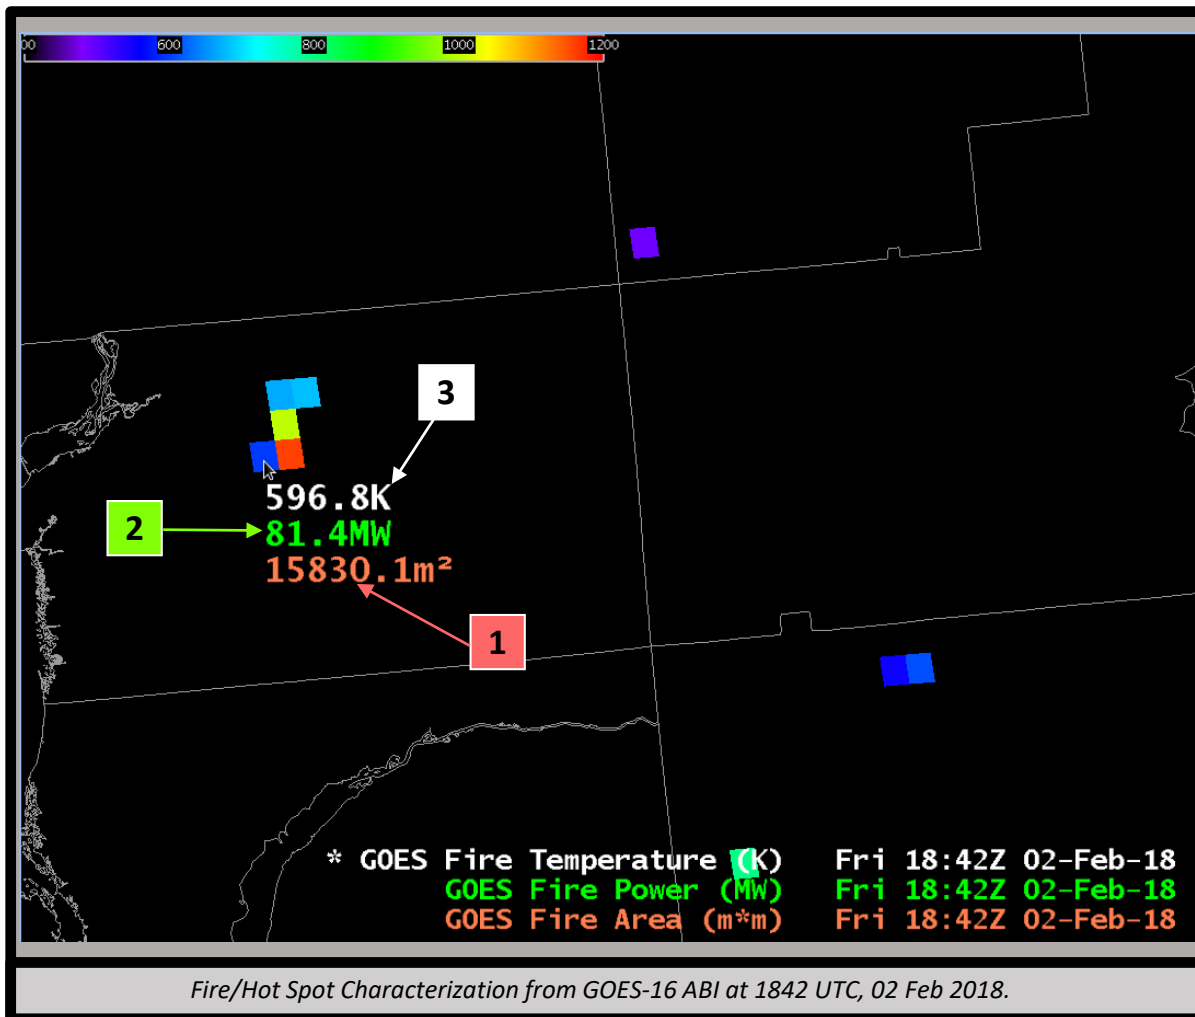 00 600 800 1000 1200
3
596.8K
2 81.4MW
15830.1m²
1
* GOES Fire Temperature (K) Fri 18:42Z 02-Feb-18
GOES Fire Power (MW) Fri 18:42Z 02-Feb-18
GOES Fire Area (m*m) Fri 18:42Z 02-Feb-18
Fire/Hot Spot Characterization from GOES-16 ABI at 1842 UTC, 02 Feb 2018.